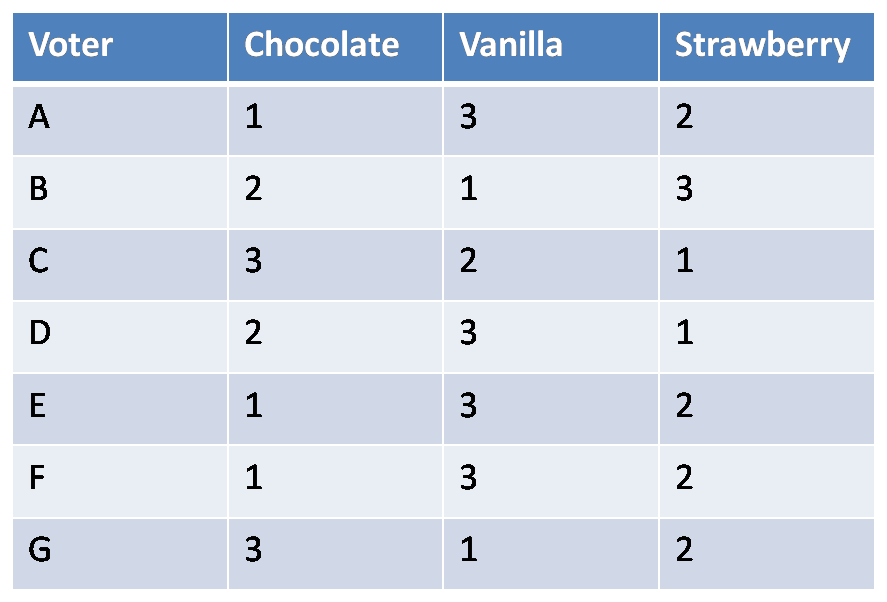 Voter Chocolate Vanilla Strawberry
A 1 3 2
B 2 1 3
C 3 2 1
D 2 3 1
E 1 3 2
F 1 3 2
G 3 1 2